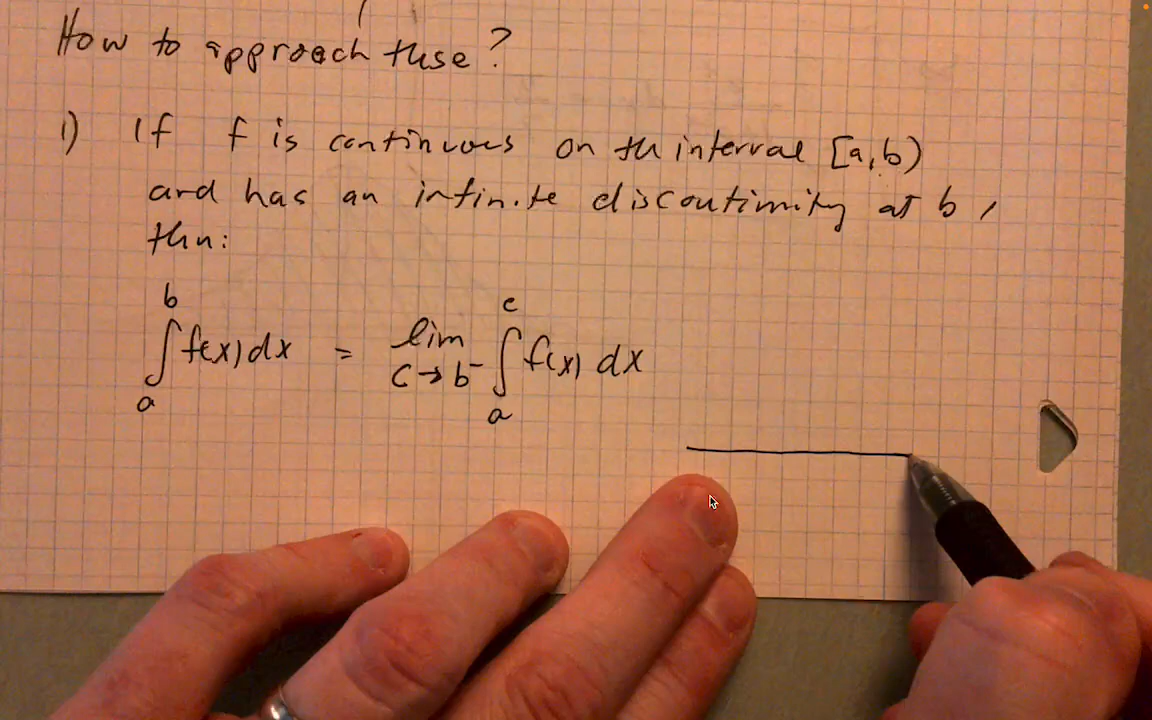 How to approach these?
1) If f is continuous on the interval [a,b)
and has an infinite discontinuity at b,
then:
∫_a^b f(x)dx = lim_{c→b⁻} ∫_a^c f(x) dx